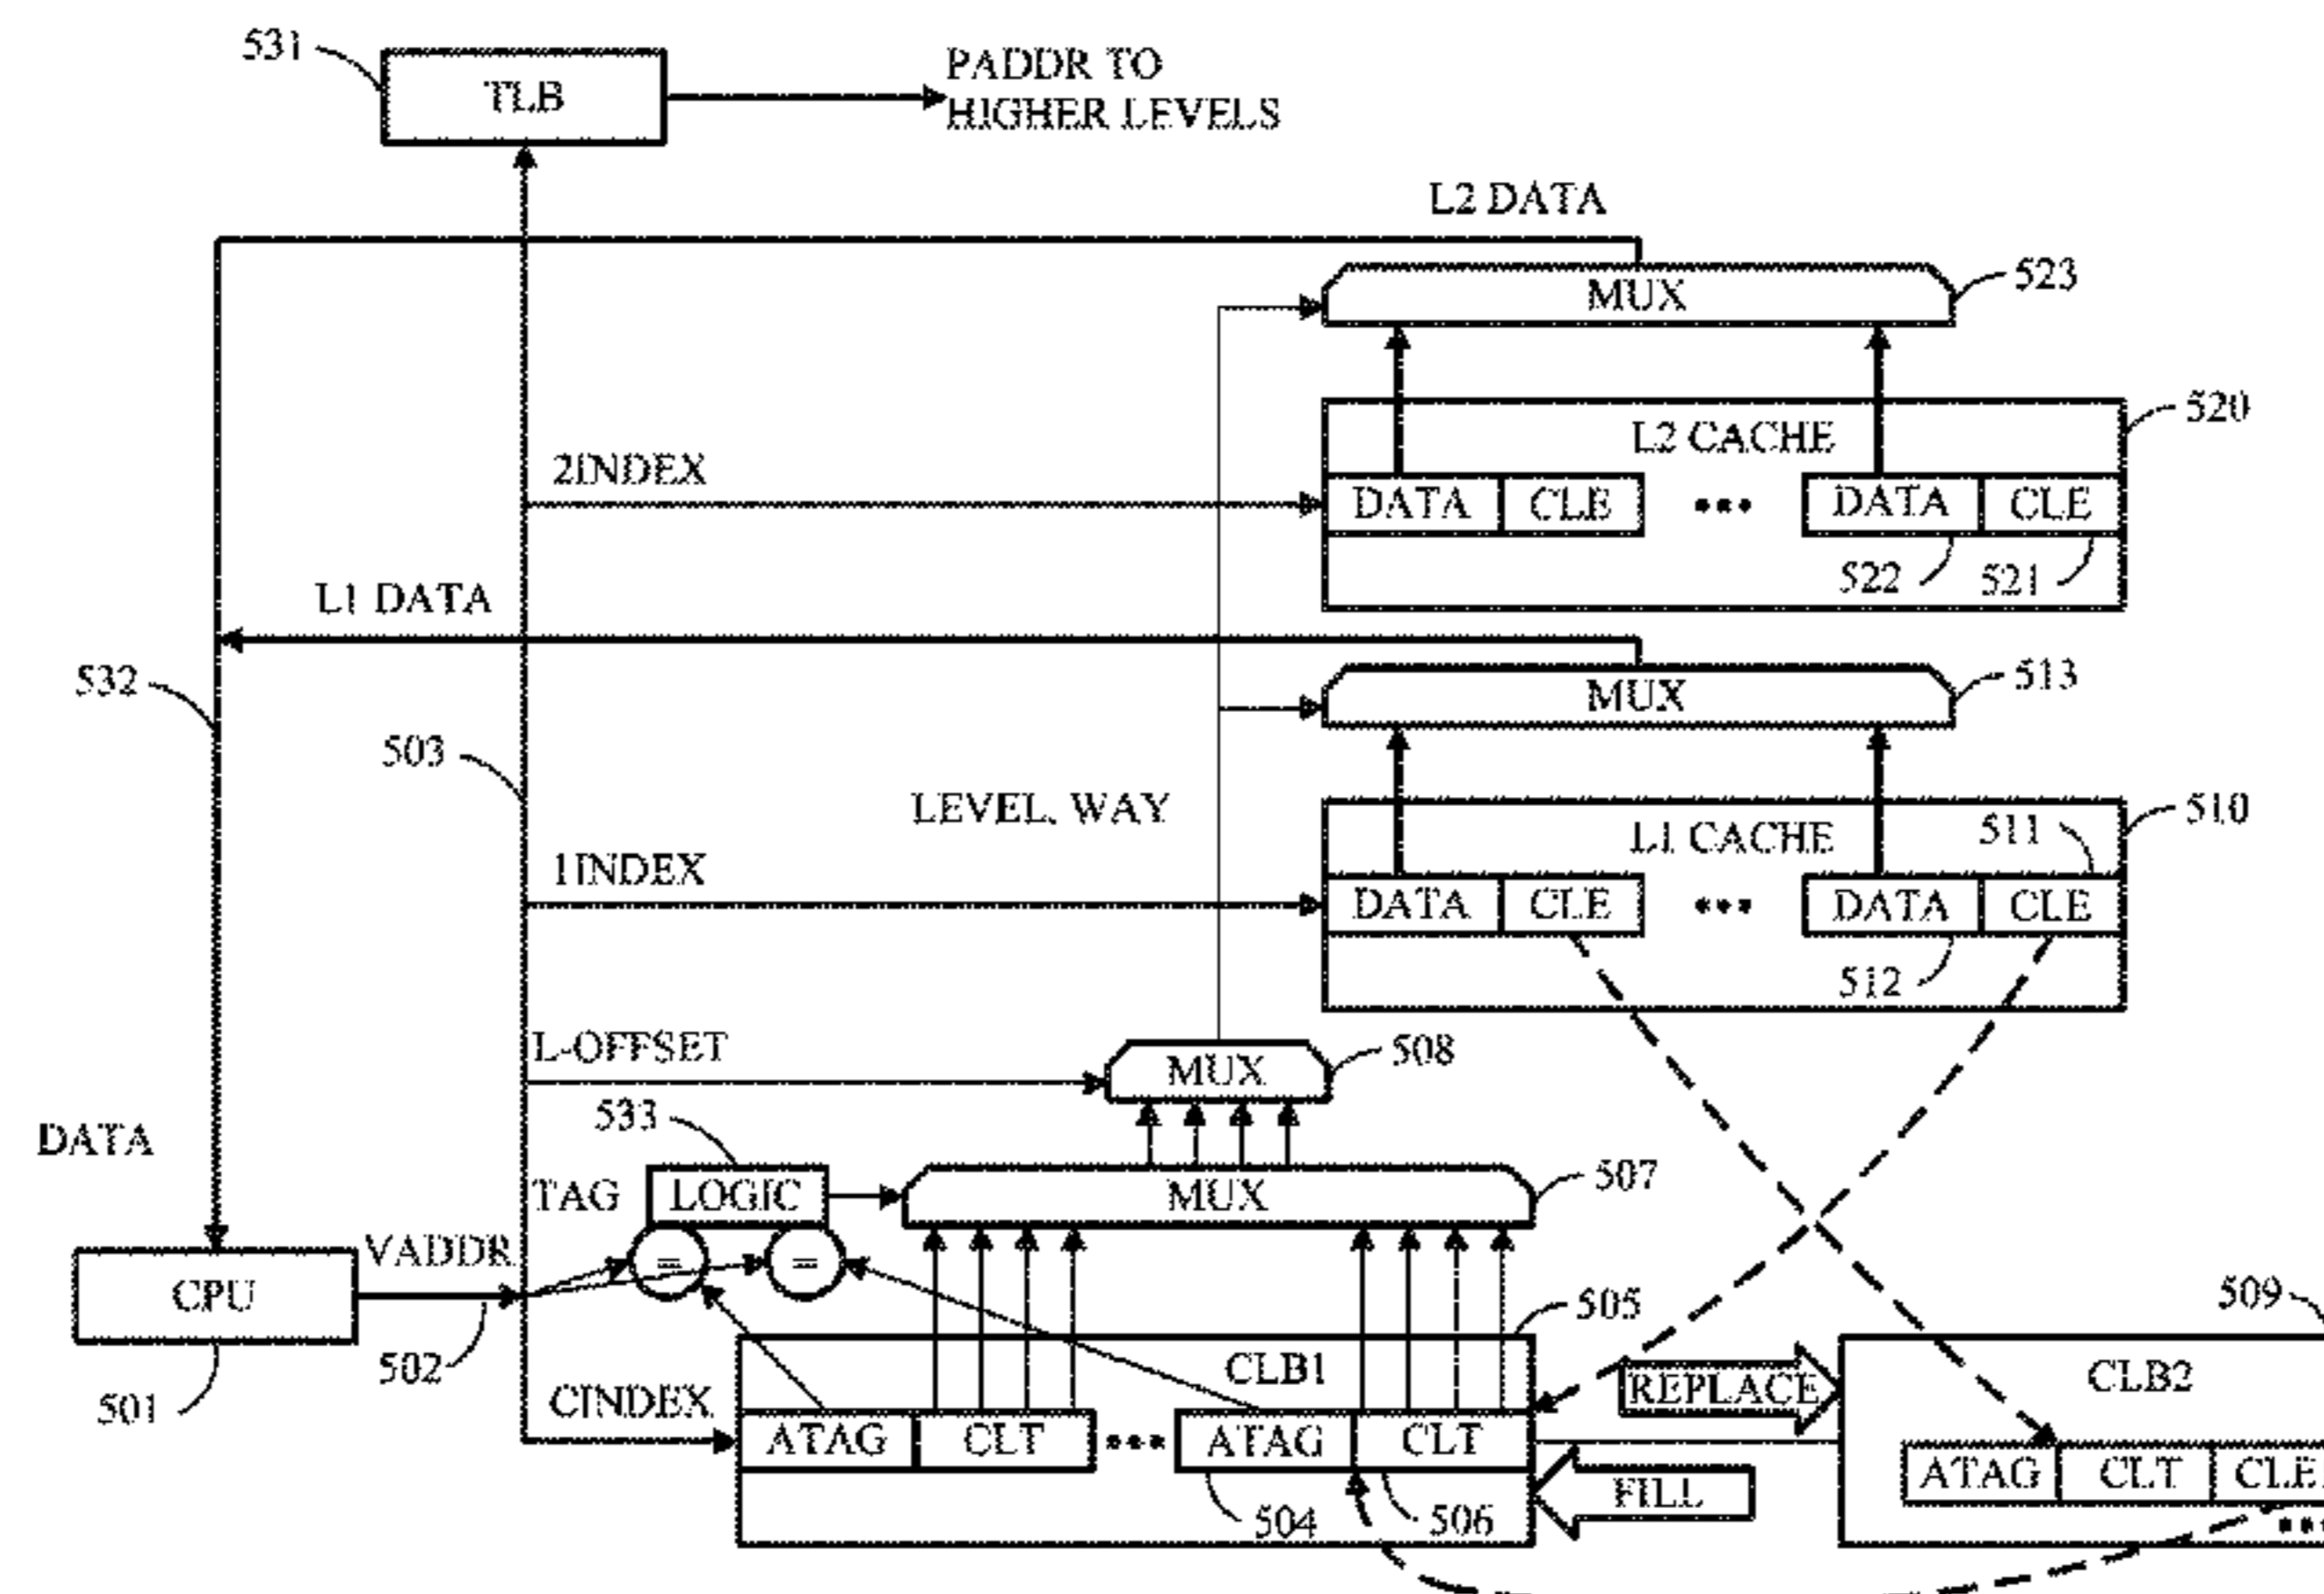 531
TLB
PADDR TO
HIGHER LEVELS
L2 DATA
MUX
523
520
L2 CACHE
2INDEX
DATA CLE ••• DATA CLE
522 521
L1 DATA
532
MUX
513
503
LEVEL, WAY
510
L1 CACHE
511
1INDEX
DATA CLE ••• DATA CLE
512
L-OFFSET
MUX
508
533
DATA
TAG
LOGIC
MUX
507
VADDR
= =
CPU
502
501
505
509
CLB1
REPLACE
CLB2
CINDEX
ATAG CLT ••• ATAG CLT
FILL
ATAG CLT CLE
504 506